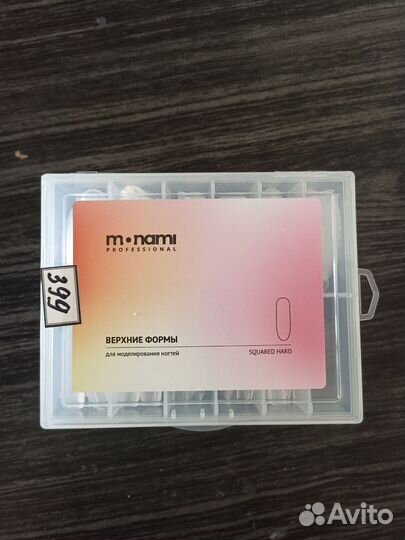 m•nami
PROFESSIONAL
399
ВЕРХНИЕ ФОРМЫ
для моделирования ногтей
SQUARED HARD
Avito